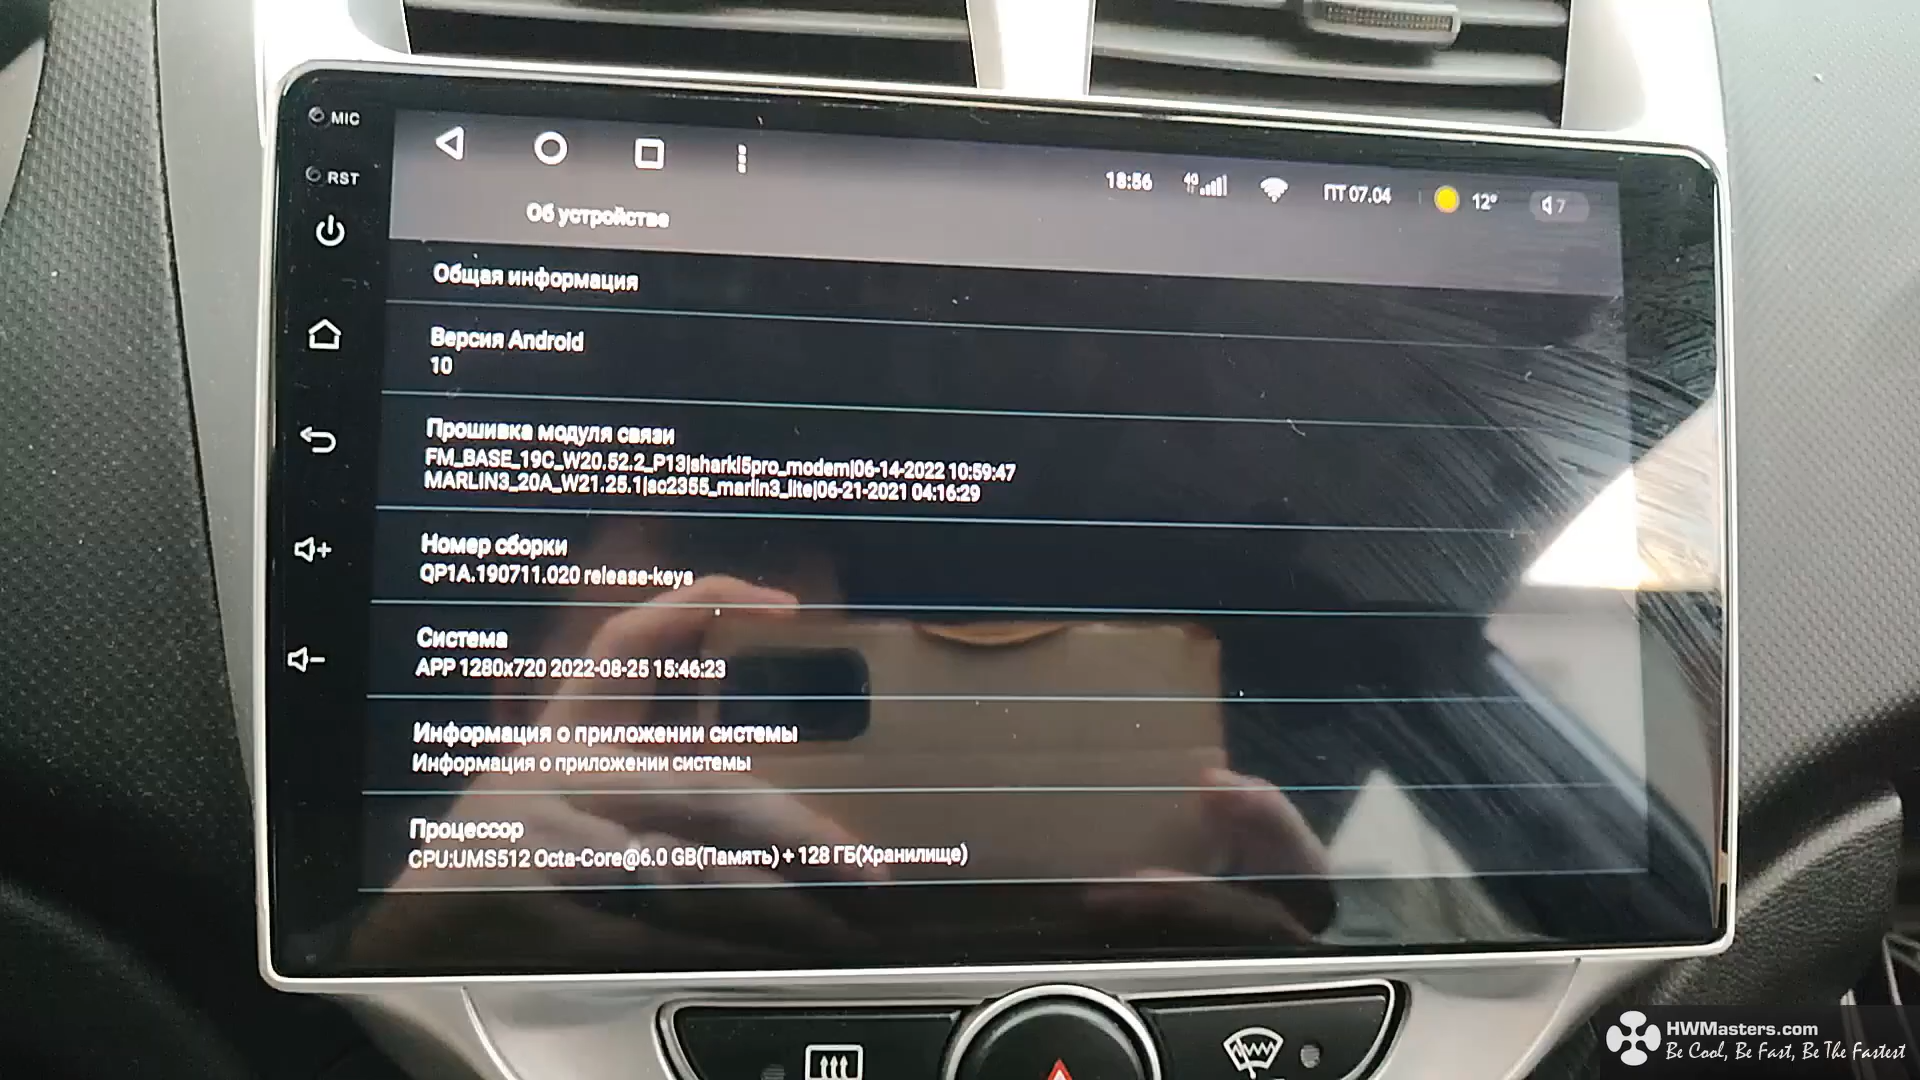 MIC
RST
18:56 4G ПТ 07.04 12° 7
Об устройстве
Общая информация
Версия Android
10
Прошивка модуля связи
FM_BASE_19C_W20.52.2_P13|sharkl5pro_modem|06-14-2022 10:59:47
MARLIN3_20A_W21.25.1|sc2355_marlin3_lite|06-21-2021 04:16:29
Номер сборки
QP1A.190711.020 release-keys
Система
APP 1280x720 2022-08-25 15:46:23
Информация о приложении системы
Информация о приложении системы
Процессор
CPU:UMS512 Octa-Core@6.0 GB(Память) + 128 ГБ(Хранилище)
HWMasters.com
Be Cool, Be Fast, Be The Fastest